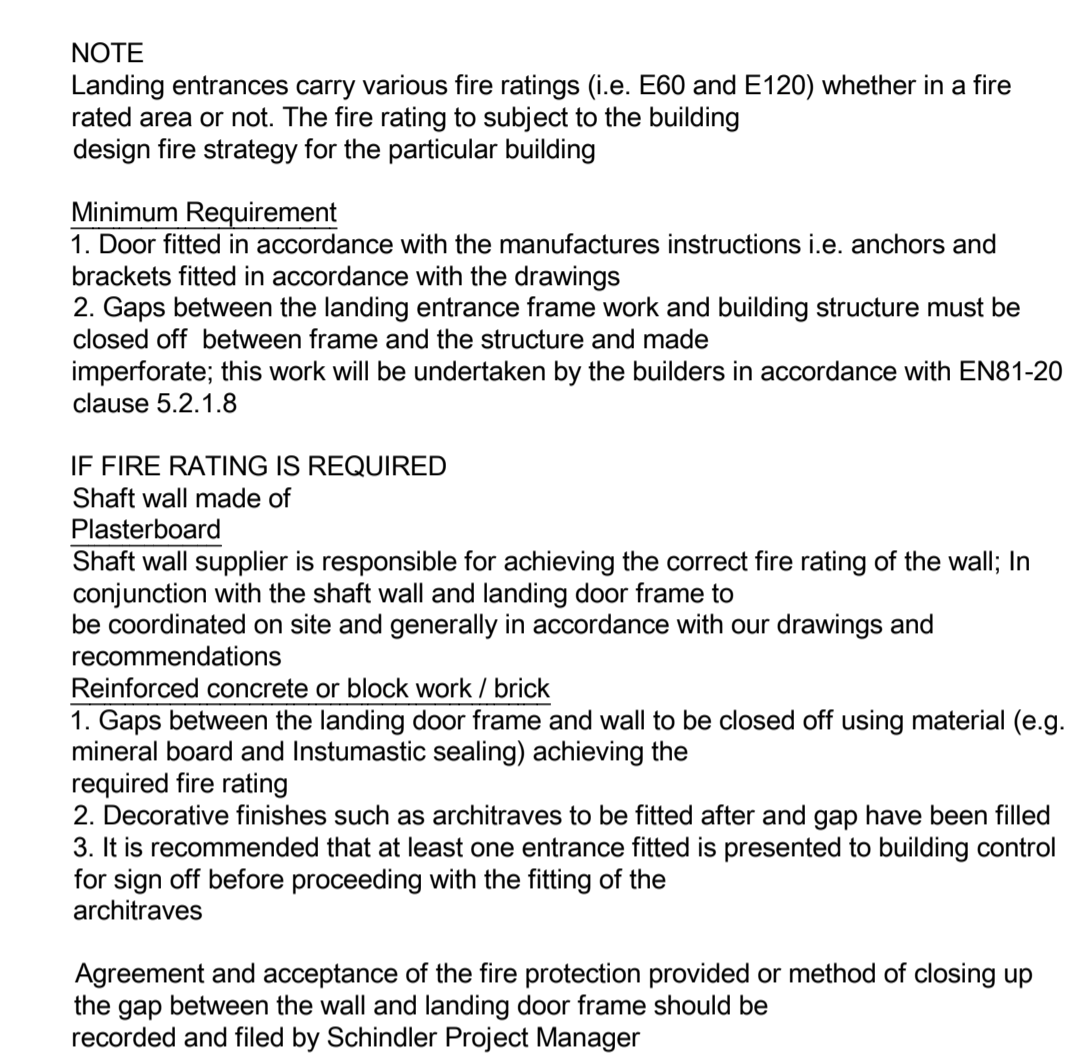 NOTE
Landing entrances carry various fire ratings (i.e. E60 and E120) whether in a fire
rated area or not. The fire rating to subject to the building
design fire strategy for the particular building
Minimum Requirement
1. Door fitted in accordance with the manufactures instructions i.e. anchors and
brackets fitted in accordance with the drawings
2. Gaps between the landing entrance frame work and building structure must be
closed off  between frame and the structure and made
imperforate; this work will be undertaken by the builders in accordance with EN81-20
clause 5.2.1.8
IF FIRE RATING IS REQUIRED
Shaft wall made of
Plasterboard
Shaft wall supplier is responsible for achieving the correct fire rating of the wall; In
conjunction with the shaft wall and landing door frame to
be coordinated on site and generally in accordance with our drawings and
recommendations
Reinforced concrete or block work / brick
1. Gaps between the landing door frame and wall to be closed off using material (e.g.
mineral board and Instumastic sealing) achieving the
required fire rating
2. Decorative finishes such as architraves to be fitted after and gap have been filled
3. It is recommended that at least one entrance fitted is presented to building control
for sign off before proceeding with the fitting of the
architraves
Agreement and acceptance of the fire protection provided or method of closing up
the gap between the wall and landing door frame should be
recorded and filed by Schindler Project Manager